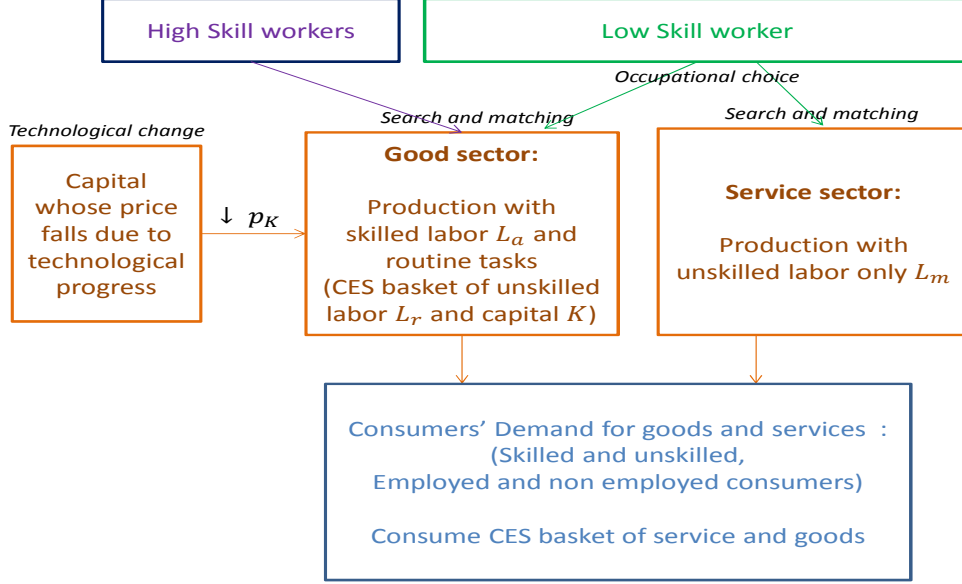 High Skill workers
Low Skill worker
Occupational choice
Technological change
Search and matching
Search and matching
Capital
whose price
falls due to
technological
progress
↓ p_K
Good sector:
Production with
skilled labor L_a and
routine tasks
(CES basket of unskilled
labor L_r and capital K)
Service sector:
Production with
unskilled labor only L_m
Consumers’ Demand for goods and services :
(Skilled and unskilled,
Employed and non employed consumers)
Consume CES basket of service and goods